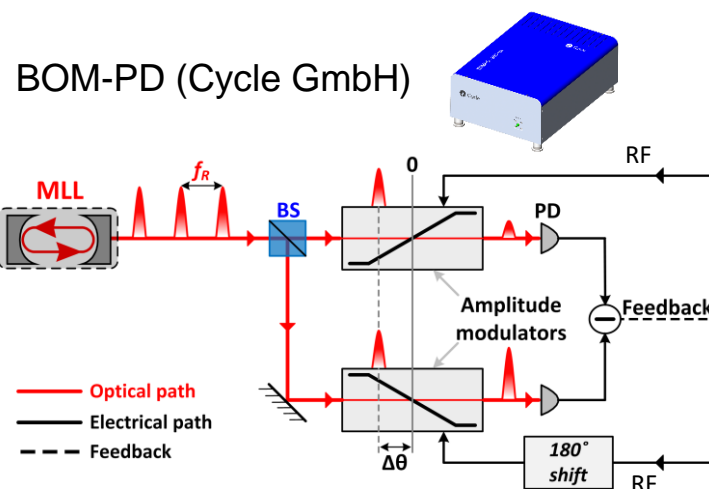 BOM-PD (Cycle GmbH)
Cycle
MLL
f_R
BS
0
RF
PD
Amplitude
modulators
Feedback
Optical path
Electrical path
Feedback
Δθ
180°
shift
RF